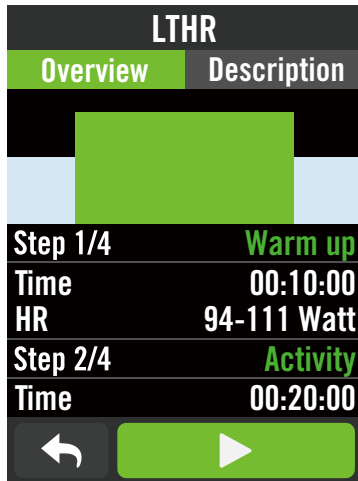 LTHR
Overview Description
Step 1/4 Warm up
Time 00:10:00
HR 94-111 Watt
Step 2/4 Activity
Time 00:20:00